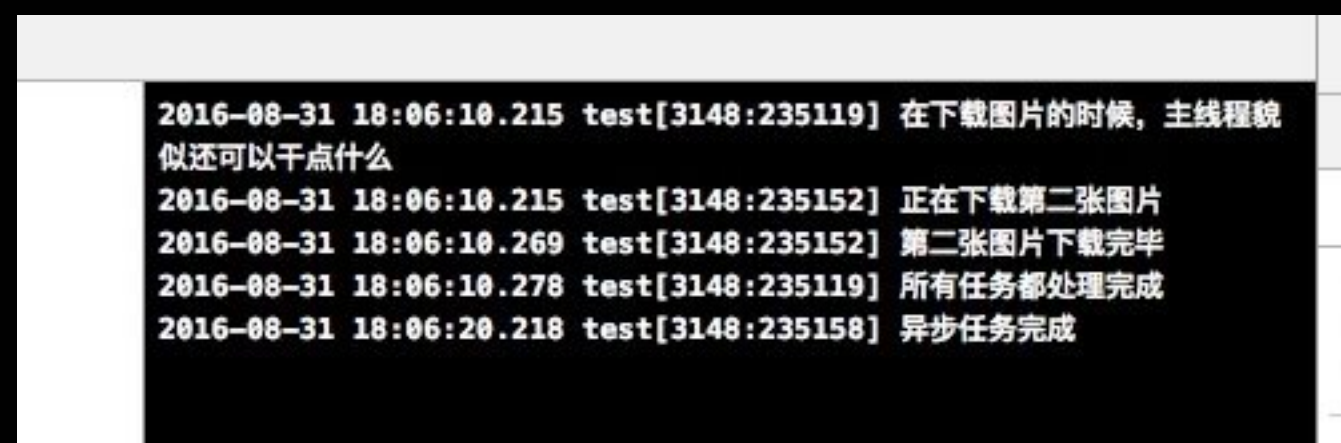 2016-08-31 18:06:10.215 test[3148:235119] 在下载图片的时候，主线程貌
似还可以干点什么
2016-08-31 18:06:10.215 test[3148:235152] 正在下载第二张图片
2016-08-31 18:06:10.269 test[3148:235152] 第二张图片下载完毕
2016-08-31 18:06:10.278 test[3148:235119] 所有任务都处理完成
2016-08-31 18:06:20.218 test[3148:235158] 异步任务完成